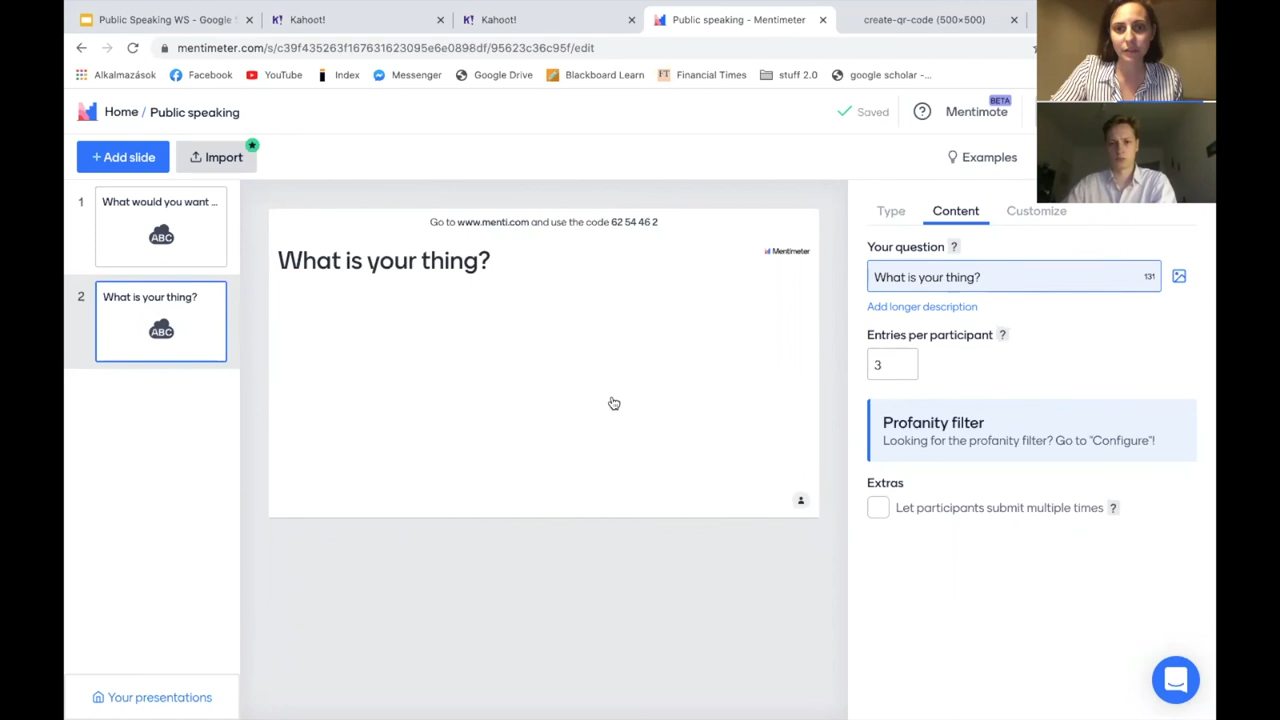 Public Speaking WS - Google S
Kahoot!
Kahoot!
Public speaking - Mentimeter
create-qr-code (500×500)
mentimeter.com/s/c39f435263f167631623095e6e0898df/95623c36c95f/edit
Alkalmazások
Facebook
YouTube
Index
Messenger
Google Drive
Blackboard Learn
FT
Financial Times
stuff 2.0
google scholar -...
Home / Public speaking
Saved
Mentimote
BETA
+ Add slide
Import
Examples
1
What would you want ...
ABC
2
What is your thing?
ABC
Go to www.menti.com and use the code 62 54 46 2
What is your thing?
Mentimeter
Type
Content
Customize
Your question ?
What is your thing?
131
Add longer description
Entries per participant ?
3
Profanity filter
Looking for the profanity filter? Go to "Configure"!
Extras
Let participants submit multiple times ?
Your presentations